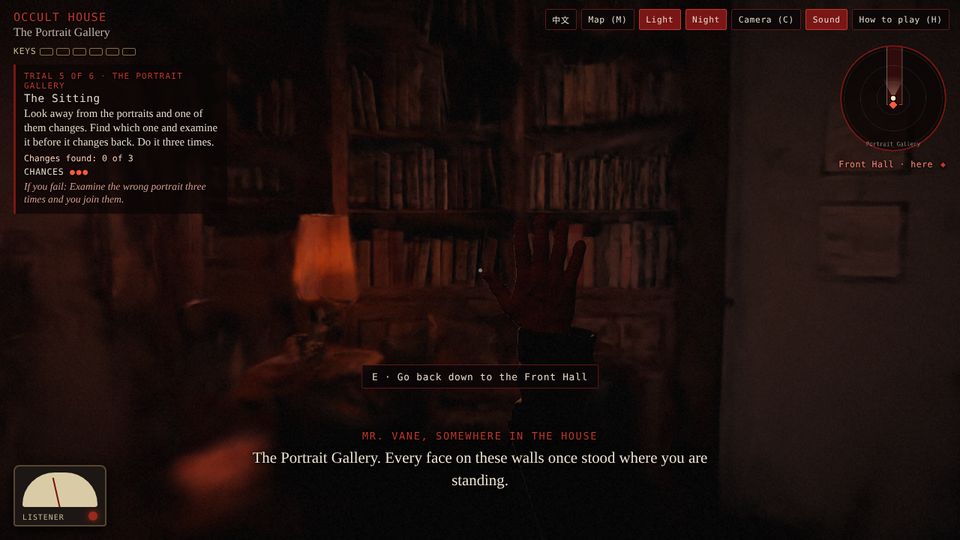 OCCULT HOUSE
The Portrait Gallery
KEYS
TRIAL 5 OF 6 · THE PORTRAIT
GALLERY
The Sitting
Look away from the portraits and one of
them changes. Find which one and examine
it before it changes back. Do it three times.
Changes found: 0 of 3
CHANCES
If you fail: Examine the wrong portrait three
times and you join them.
中文
Map (M)
Light
Night
Camera (C)
Sound
How to play (H)
Portrait Gallery
Front Hall · here
E · Go back down to the Front Hall
MR. VANE, SOMEWHERE IN THE HOUSE
The Portrait Gallery. Every face on these walls once stood where you are
standing.
LISTENER